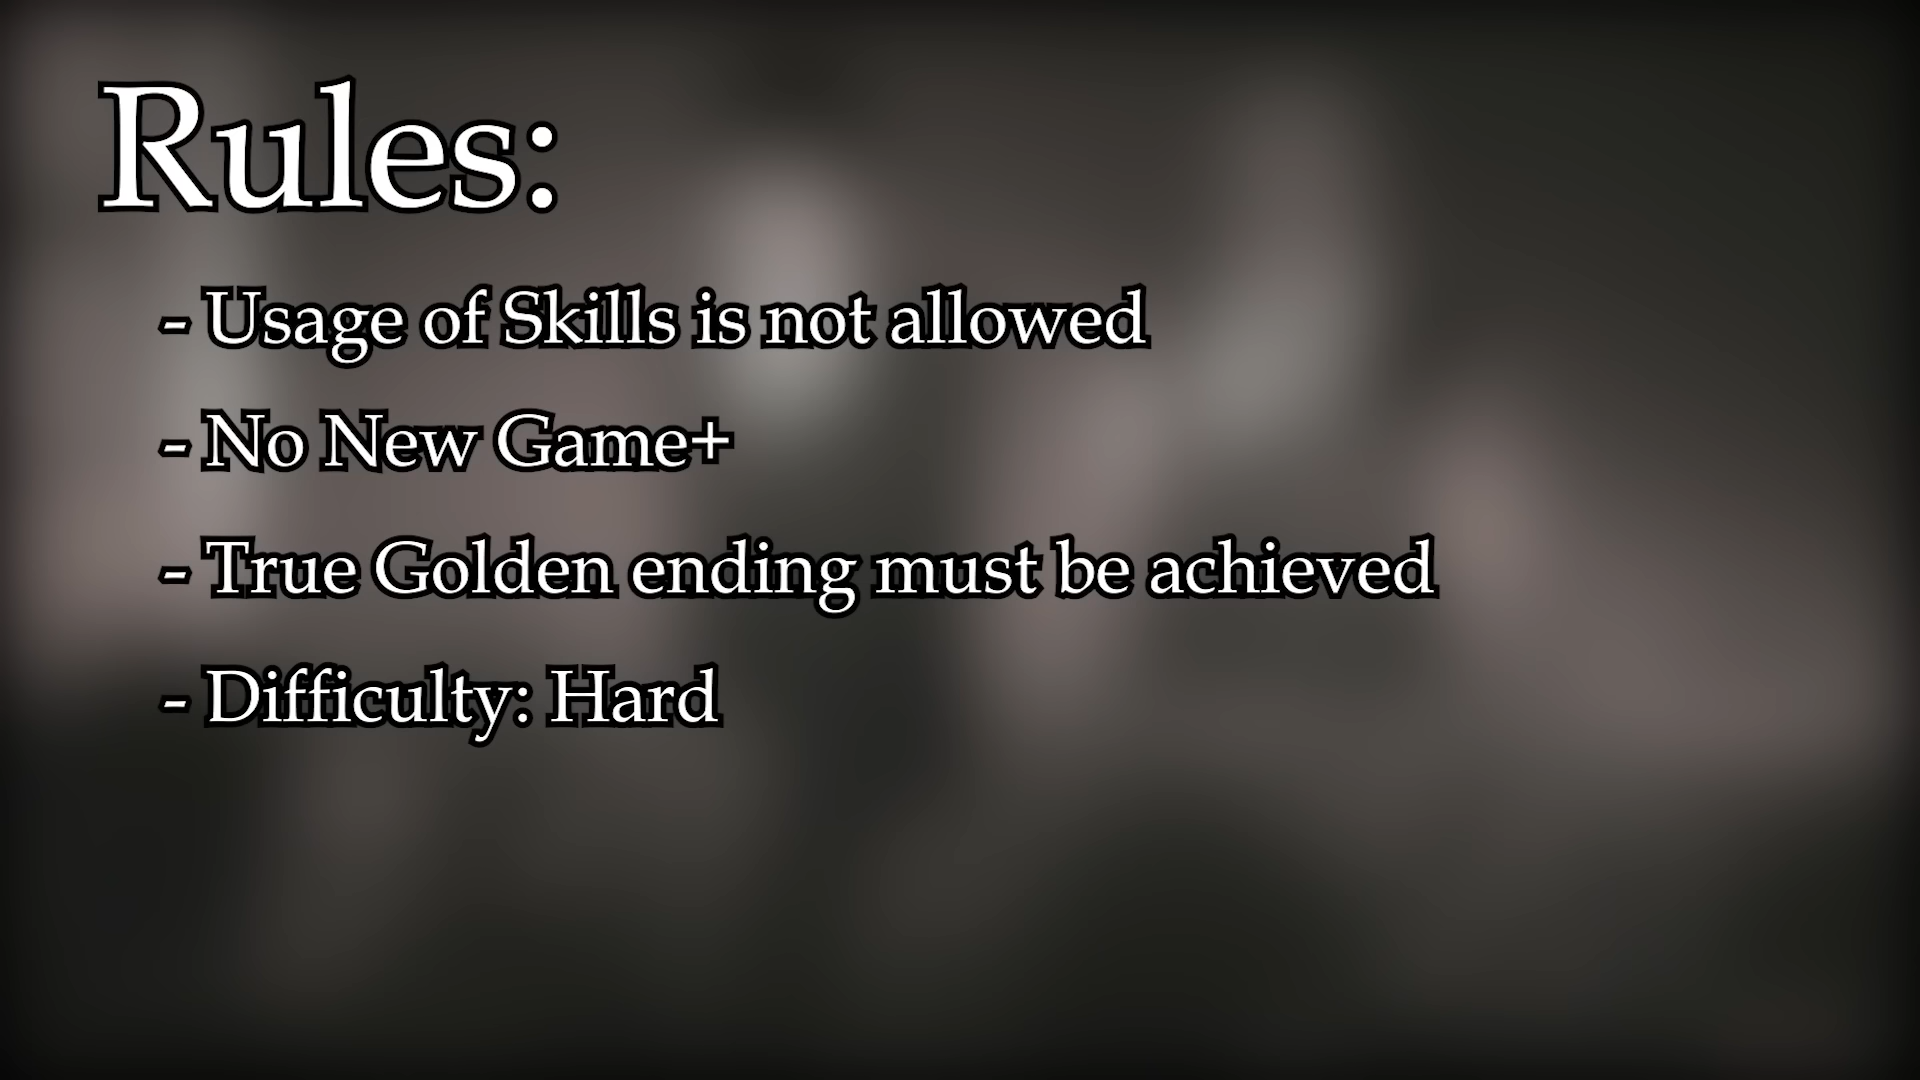 Rules:
- Usage of Skills is not allowed
- No New Game+
- True Golden ending must be achieved
- Difficulty: Hard